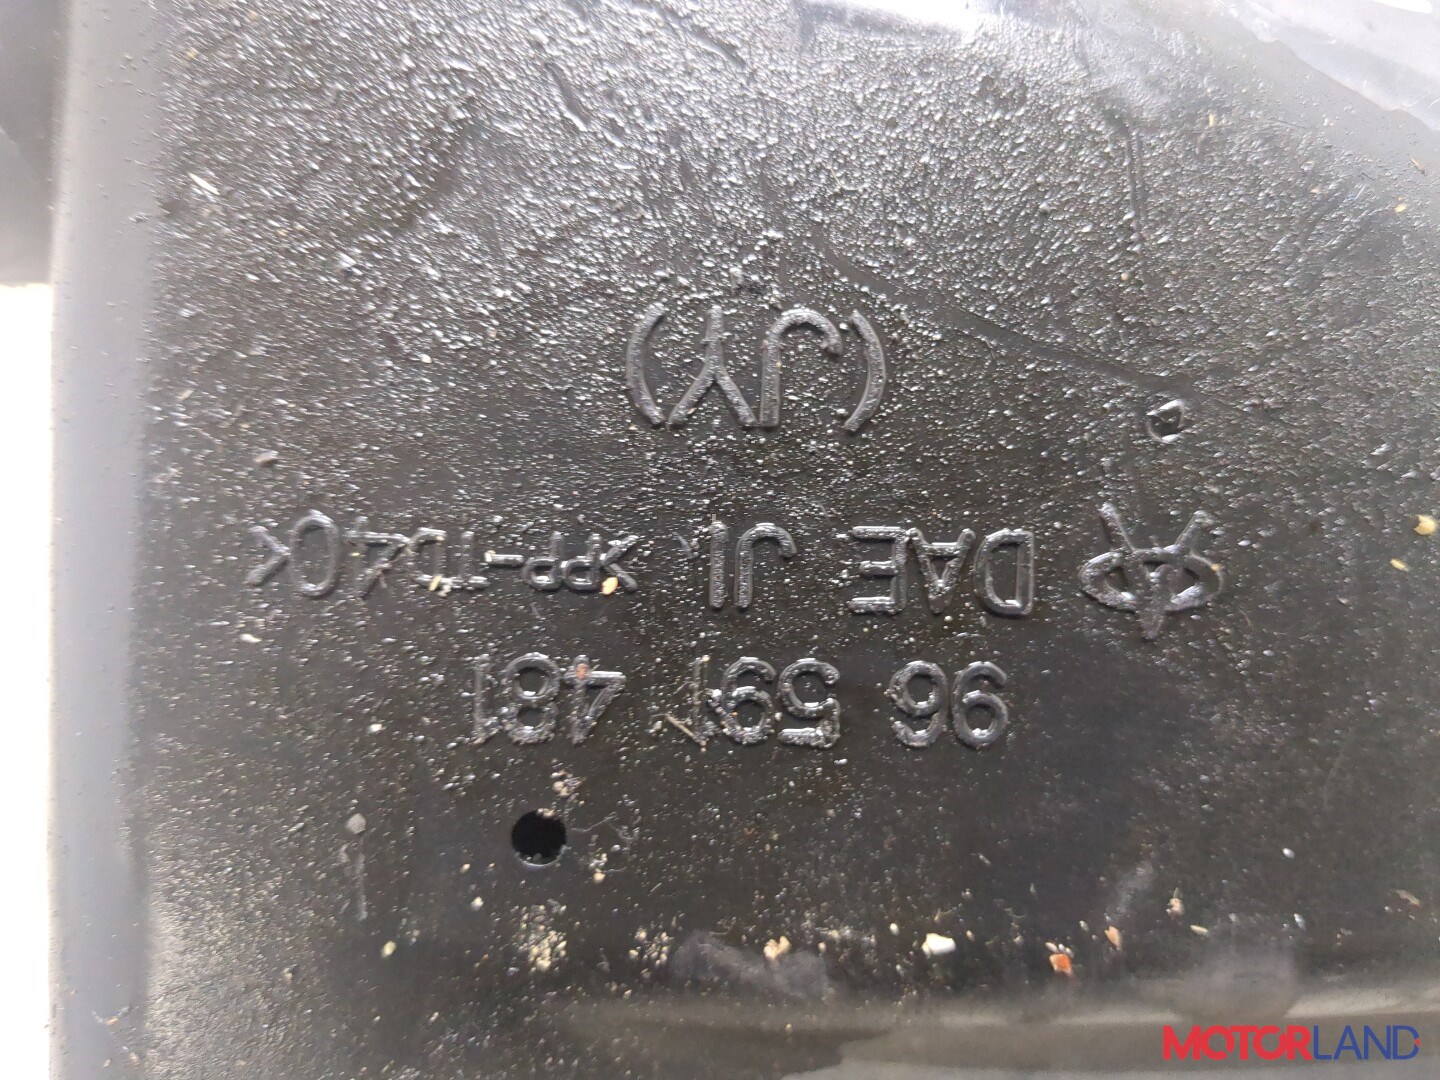 96 591 481
DAE JI. >PP-TD40<
(JY)
MOTORLAND